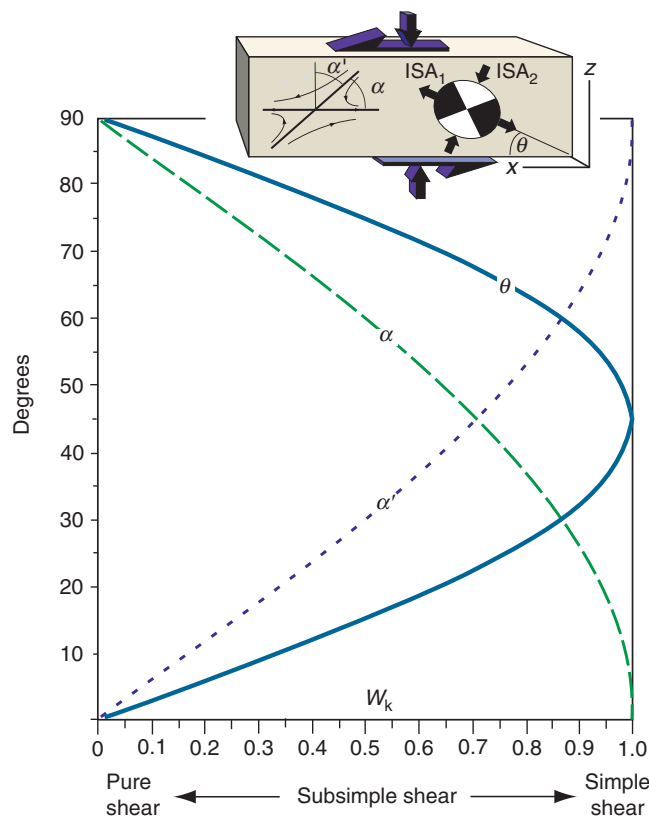 α′
α
ISA1
ISA2
z
θ
x
90
80
70
60
50
40
30
20
10
Degrees
θ
α
α′
Wk
0
0.1
0.2
0.3
0.4
0.5
0.6
0.7
0.8
0.9
1.0
Pure shear
Subsimple shear
Simple shear